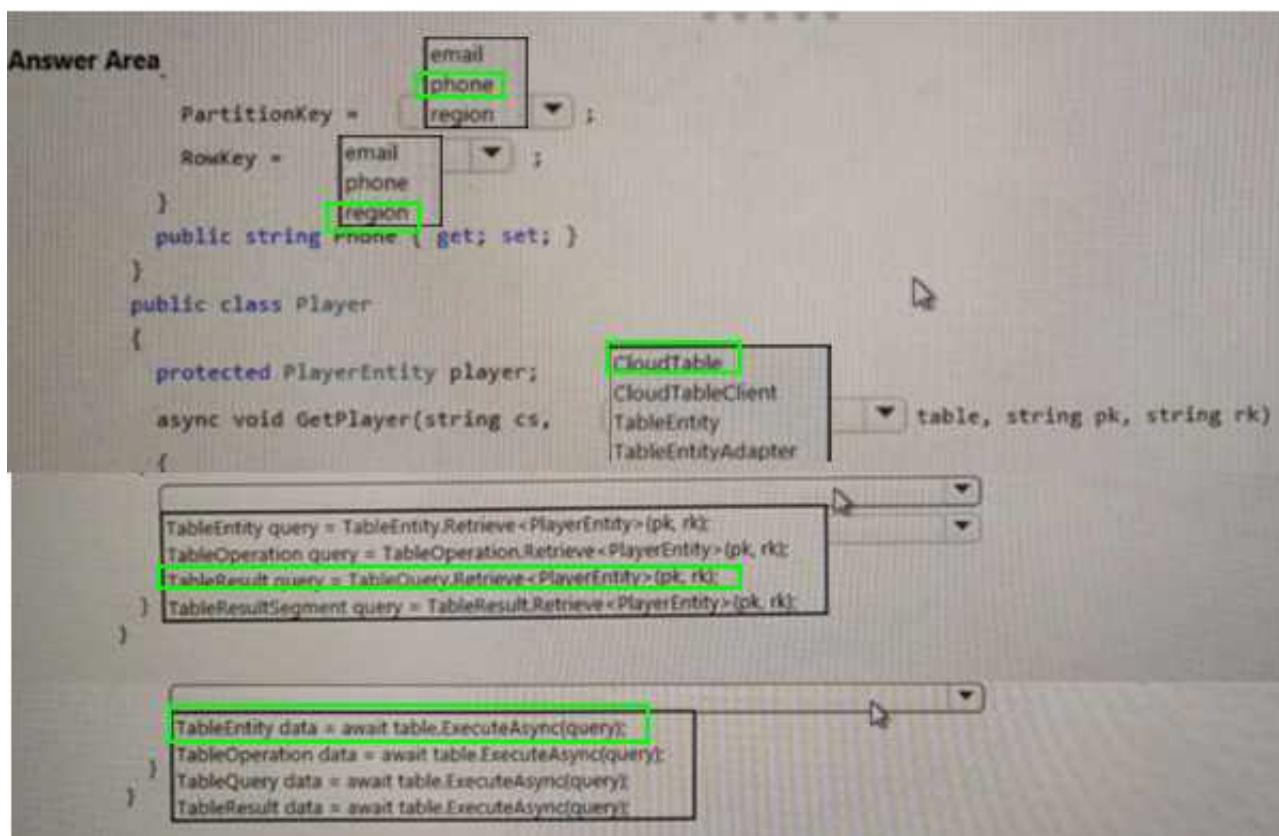 Answer Area
email
phone
PartitionKey = region ;
RowKey = email ;
phone
}
region
public string Phone { get; set; }
}
public class Player
{
protected PlayerEntity player;
CloudTable
CloudTableClient
async void GetPlayer(string cs, TableEntity table, string pk, string rk)
TableEntityAdapter
{
TableEntity query = TableEntity.Retrieve<PlayerEntity>(pk, rk);
TableOperation query = TableOperation.Retrieve<PlayerEntity>(pk, rk);
TableResult query = TableQuery.Retrieve<PlayerEntity>(pk, rk);
} TableResultSegment query = TableResult.Retrieve<PlayerEntity>(pk, rk);
}
TableEntity data = await table.ExecuteAsync(query);
TableOperation data = await table.ExecuteAsync(query);
} TableQuery data = await table.ExecuteAsync(query);
} TableResult data = await table.ExecuteAsync(query);